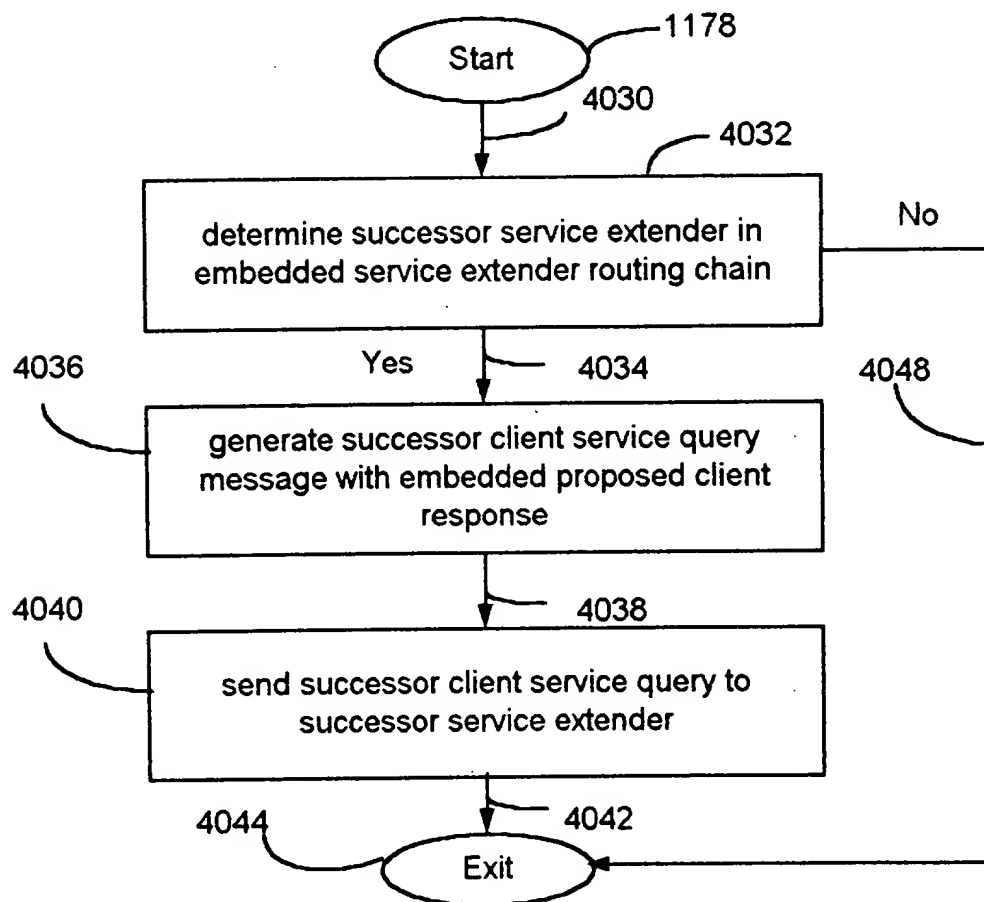 1178
Start
4030
4032
determine successor service extender in
embedded service extender routing chain
No
4036
Yes
4034
4048
generate successor client service query
message with embedded proposed client
response
4040
4038
send successor client service query to
successor service extender
4044
4042
Exit